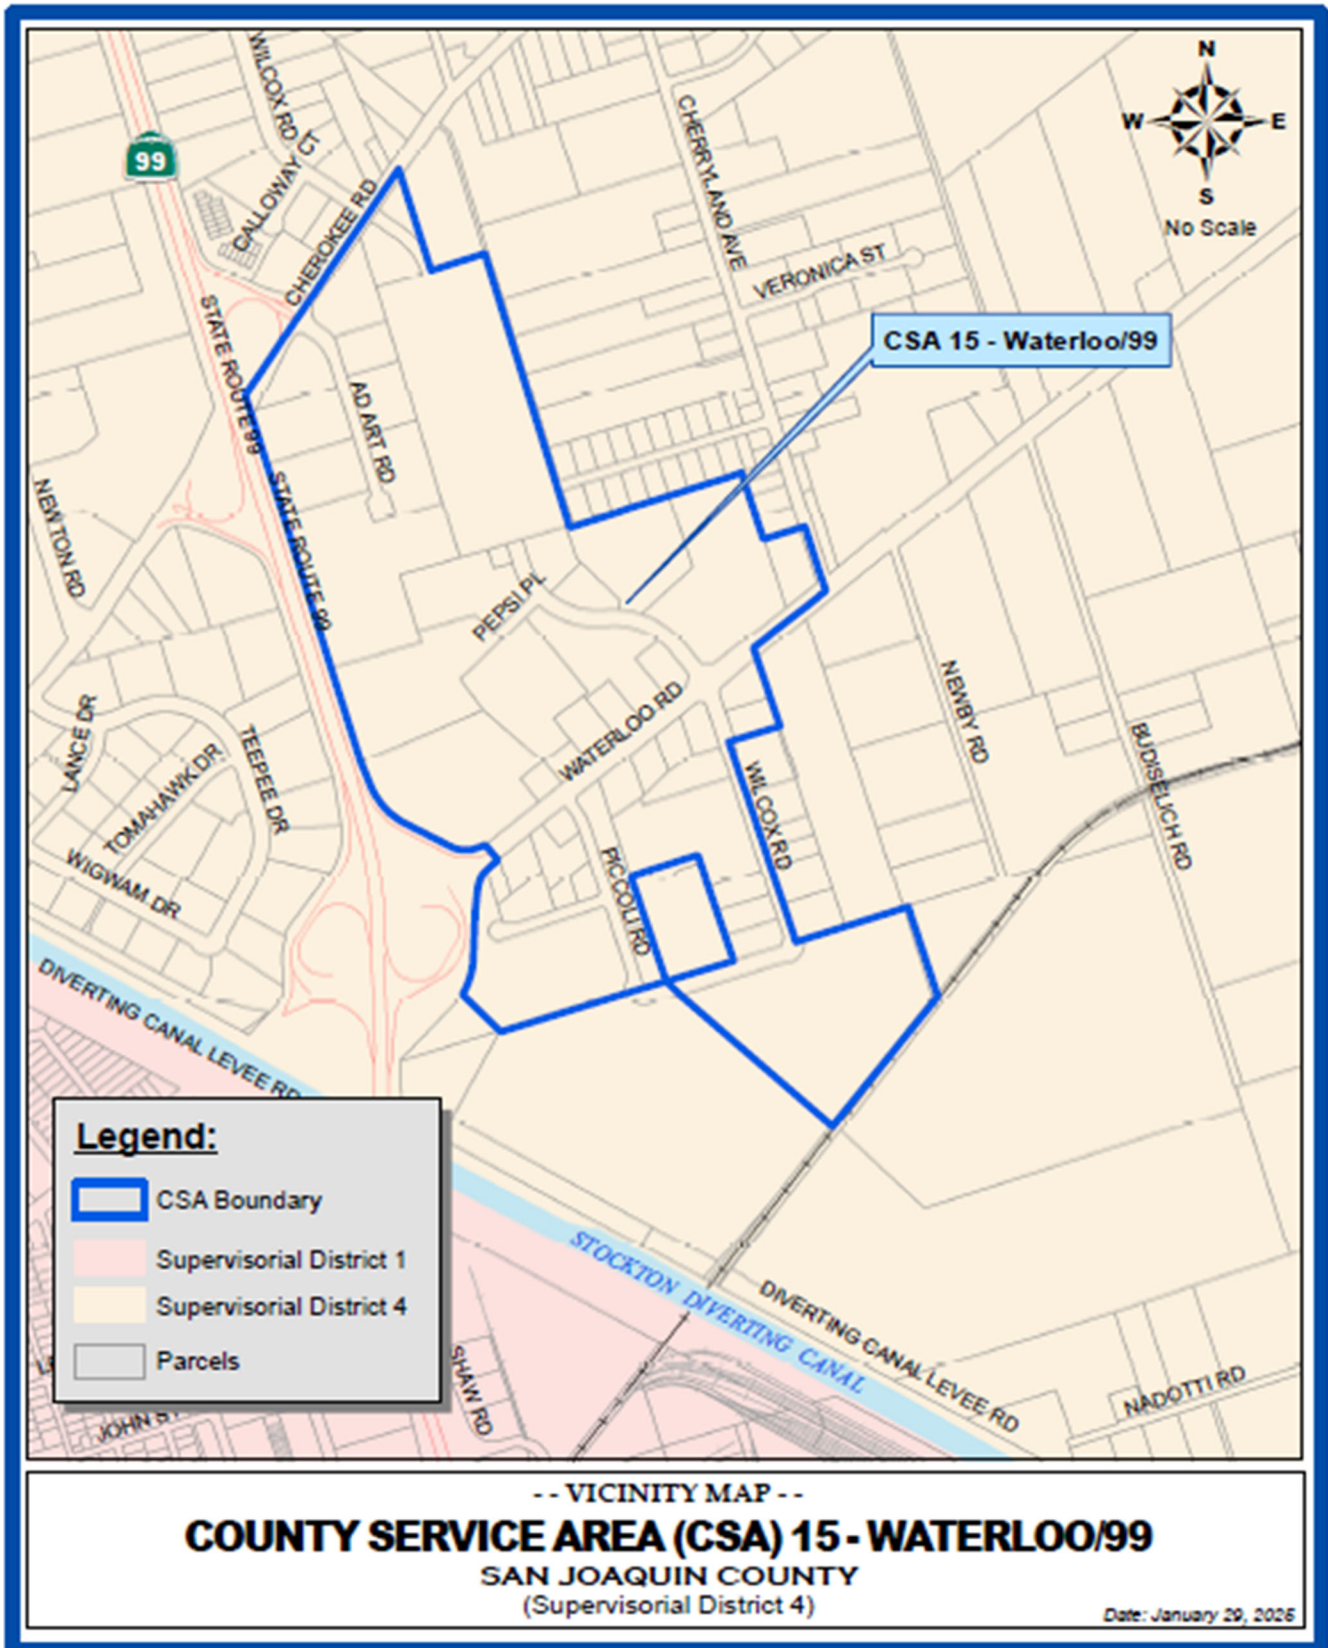 N
W E
S
No Scale
99
WILCOX RD
CALLOWAY CT
CHEROKEE RD
CHERRYLAND AVE
VERONICA ST
STATE ROUTE 99
STATE ROUTE 99
AD ART RD
CSA 15 - Waterloo/99
NEWTON RD
PEPSI PL
WATERLOO RD
NEWBY RD
BUDISELICH RD
LANCE DR
TOMAHAWK DR
TEEPEE DR
WIGWAM DR
WILCOX RD
PICCOLI RD
DIVERTING CANAL LEVEE RD
STOCKTON DIVERTING CANAL
DIVERTING CANAL LEVEE RD
NADOTTI RD
SHAW RD
JOHN ST
Legend:
CSA Boundary
Supervisorial District 1
Supervisorial District 4
Parcels
- - VICINITY MAP - -
COUNTY SERVICE AREA (CSA) 15 - WATERLOO/99
SAN JOAQUIN COUNTY
(Supervisorial District 4)
Date: January 29, 2025